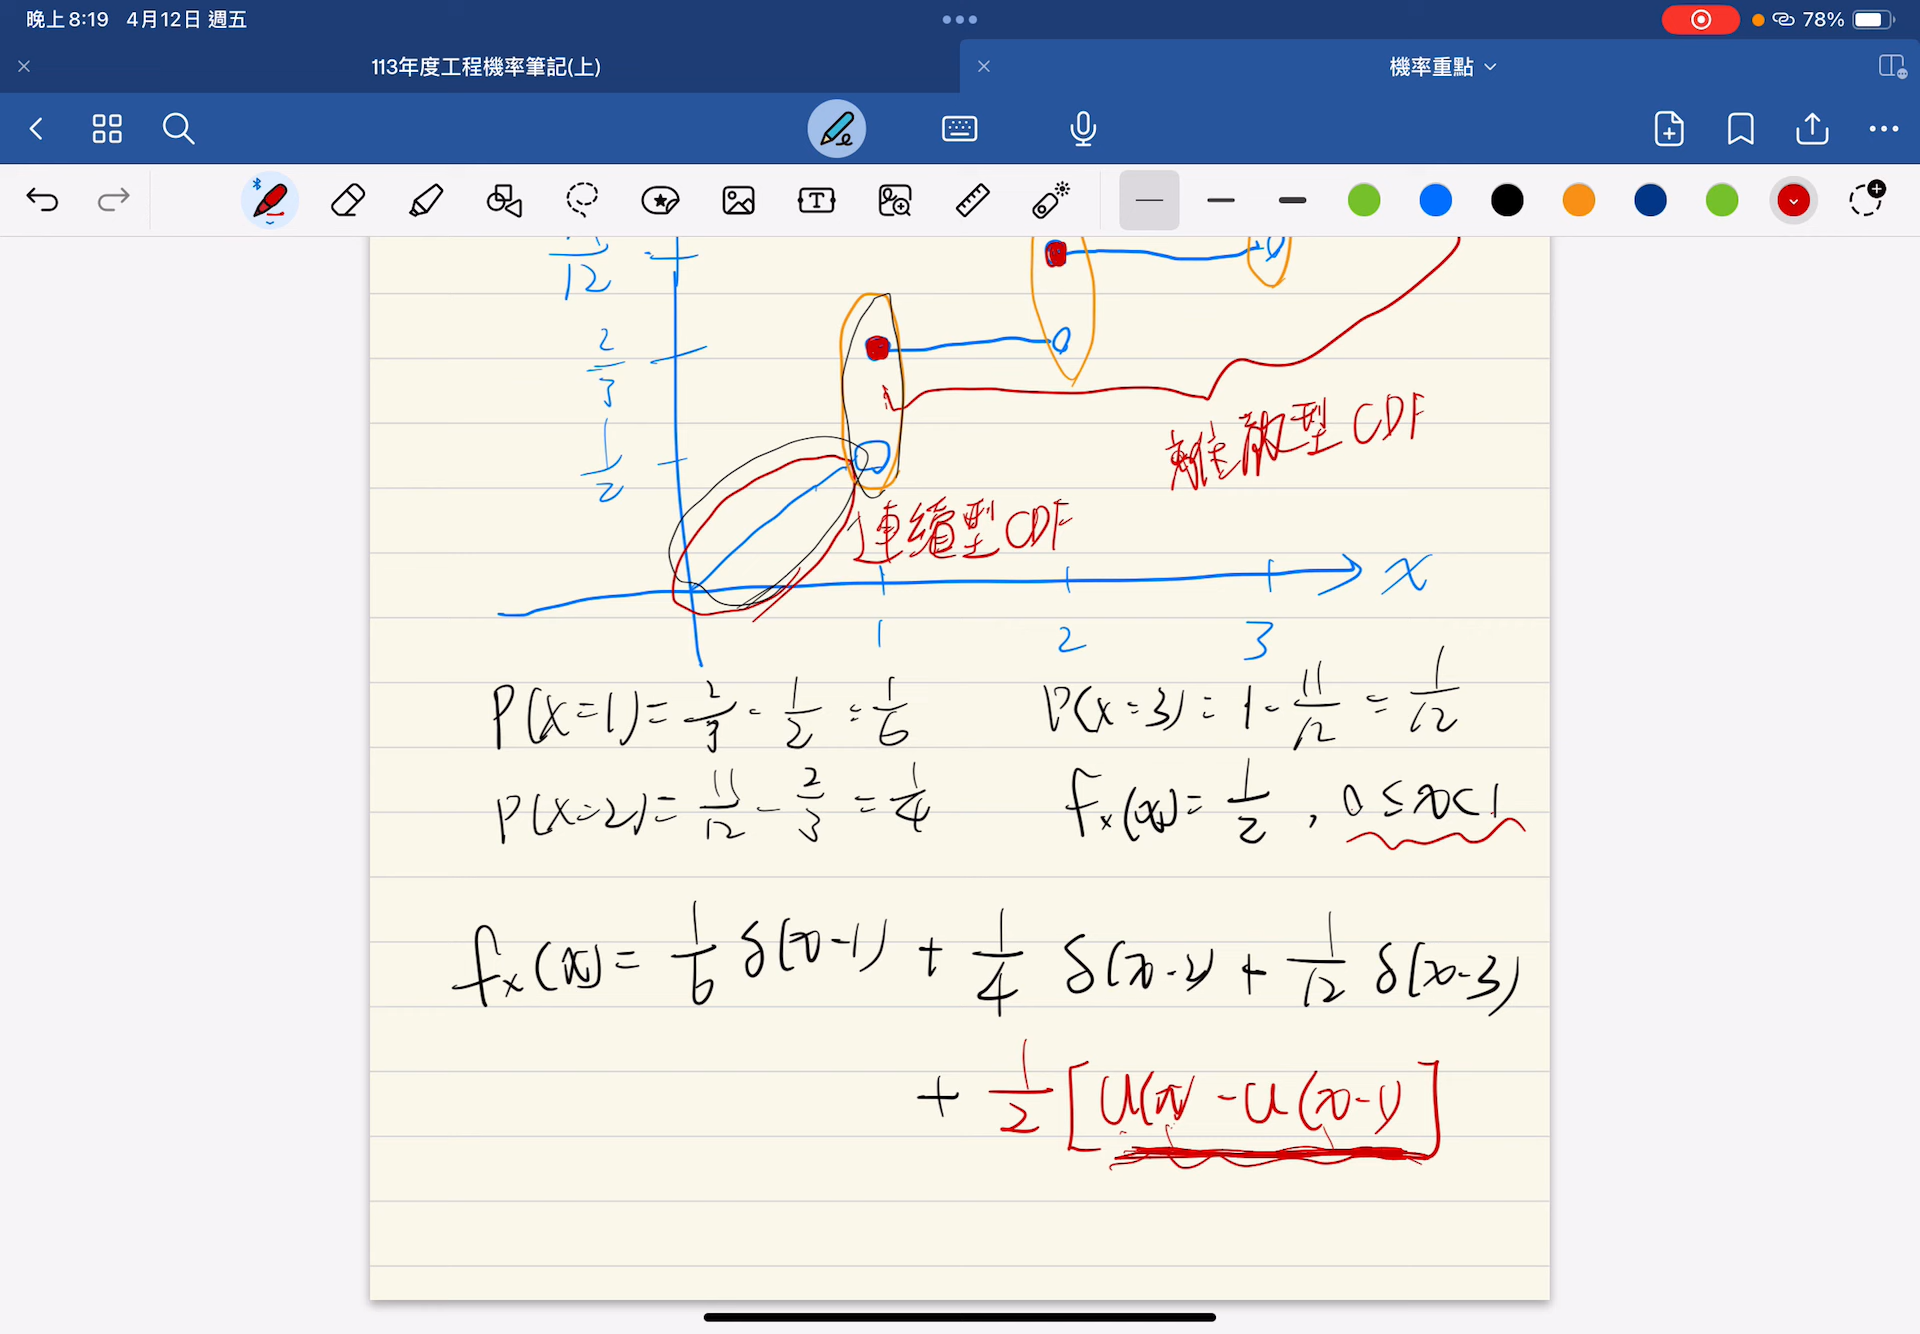 晚上8:19 4月12日 週五
78%
113年度工程機率筆記(上)
機率重點
12
2/3
1/2
離散型 CDF
連續型 CDF
x
1 2 3
P(X=1) = 2/3 - 1/2 = 1/6
P(X=3) = 1 - 11/12 = 1/12
P(X=2) = 11/12 - 2/3 = 1/4
fx(x) = 1/2 , 0≤x<1
fx(x) = 1/6 δ(x-1) + 1/4 δ(x-2) + 1/12 δ(x-3)
+ 1/2 [u(x) - u(x-1)]